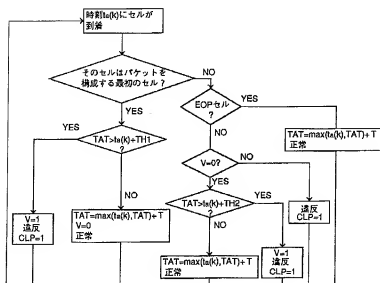 時刻ta(k)にセルが
到着
そのセルはパケットを
構成する最初のセル?
NO
YES
EOPセル
?
YES
NO
TAT=max(ta(k),TAT)+T
正常
YES
TAT>ta(k)+TH1
?
NO
V=0?
NO
YES
V=1
違反
CLP=1
TAT=max(ta(k),TAT)+T
V=0
正常
TAT>ta(k)+TH2
?
YES
NO
違反
CLP=1
V=1
違反
CLP=1
TAT=max(ta(k),TAT)+T
正常